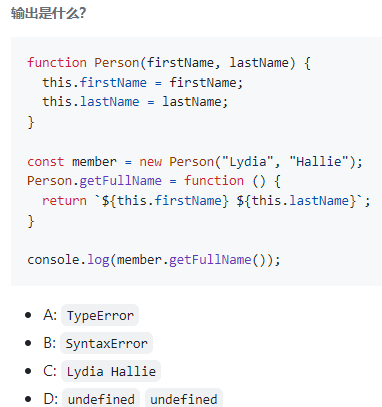 输出是什么?
function Person(firstName, lastName) {
  this.firstName = firstName;
  this.lastName = lastName;
}

const member = new Person("Lydia", "Hallie");
Person.getFullName = function () {
  return `${this.firstName} ${this.lastName}`;
}

console.log(member.getFullName());
A: TypeError
B: SyntaxError
C: Lydia Hallie
D: undefined undefined